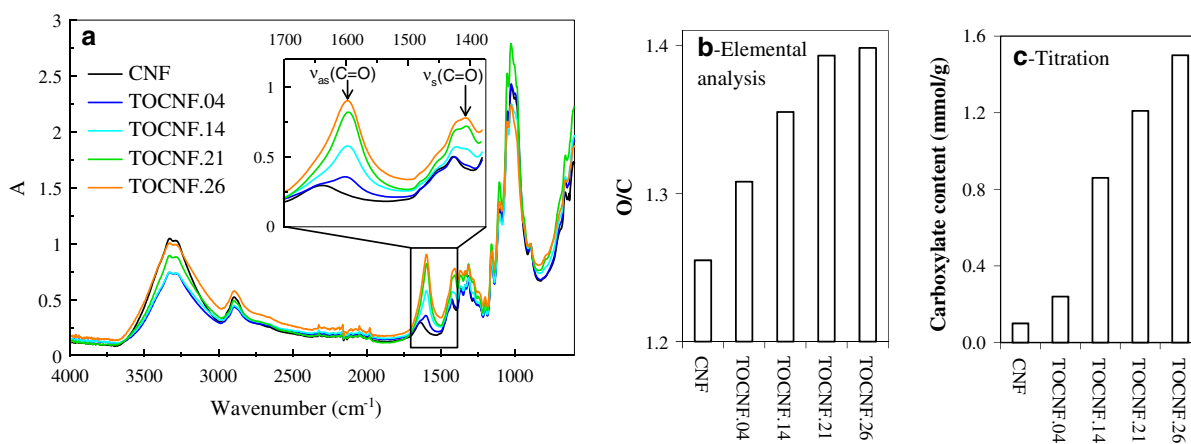 a
A
3
2.5
2
1.5
1
0.5
0
4000 3000 2500 2000 1500 1000
Wavenumber (cm-1)
CNF
TOCNF.04
TOCNF.14
TOCNF.21
TOCNF.26
1700 1600 1500 1400
νas(C=O) νs(C=O)
1
0.5
0
b-Elemental
analysis
O/C
1.4
1.3
1.2
CNF
TOCNF.04
TOCNF.14
TOCNF.21
TOCNF.26
c-Titration
Carboxylate content (mmol/g)
1.6
1.2
0.8
0.4
0.0
CNF
TOCNF.04
TOCNF.14
TOCNF.21
TOCNF.26